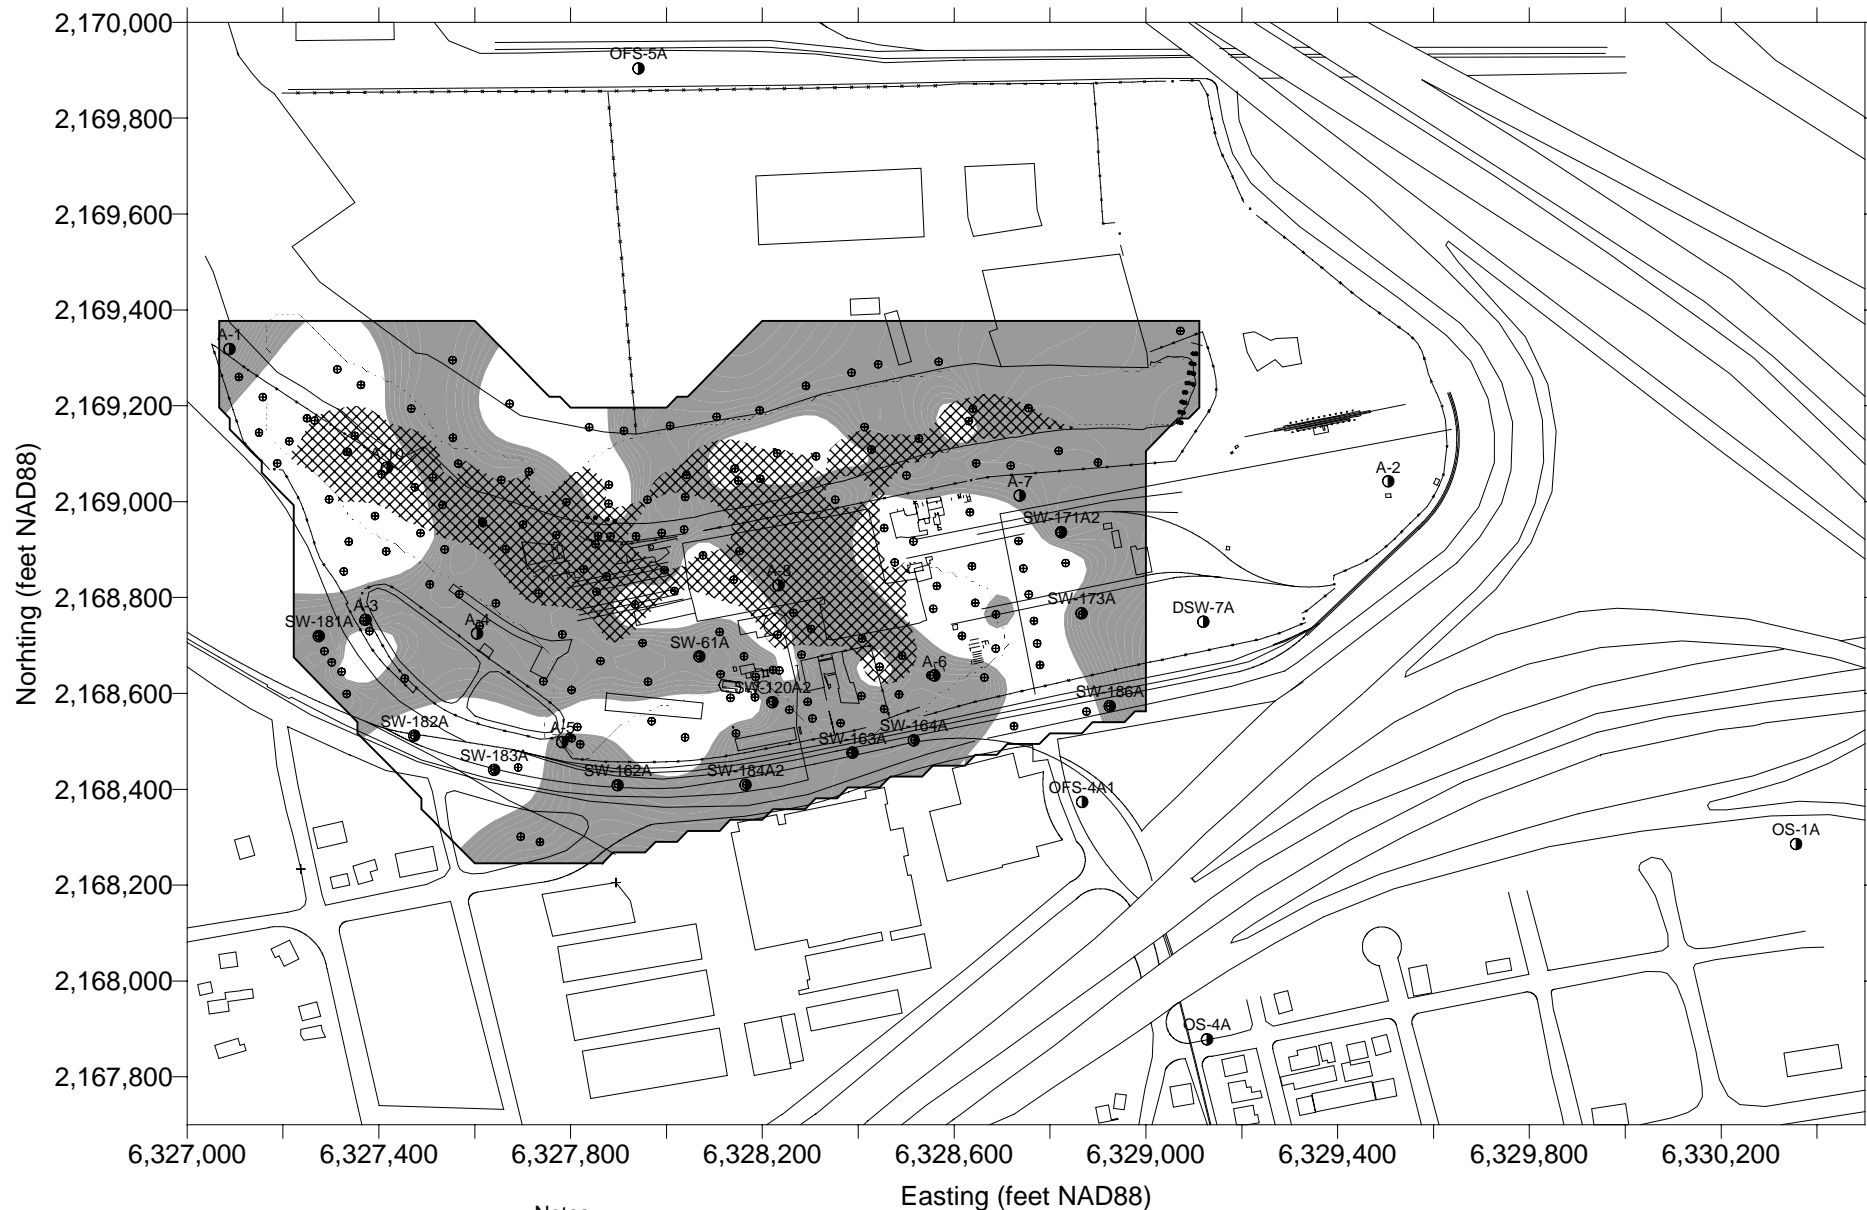 2,170,000
OFS-5A
2,169,800
2,169,600
2,169,400
A-1
2,169,200
A-10
2,169,000
A-2
A-7
SW-171A2
2,168,800
A-8
A-3
SW-173A
DSW-7A
SW-181A
A-4
SW-61A
A-6
2,168,600
SW-120A2
SW-186A
SW-182A
A-5
SW-164A
SW-163A
SW-183A
SW-162A
SW-184A2
2,168,400
OFS-4A1
OS-1A
2,168,200
2,168,000
OS-4A
2,167,800
Norhting (feet NAD88)
6,327,000 6,327,400 6,327,800 6,328,200 6,328,600 6,329,000 6,329,400 6,329,800 6,330,200
Easting (feet NAD88)
Notes